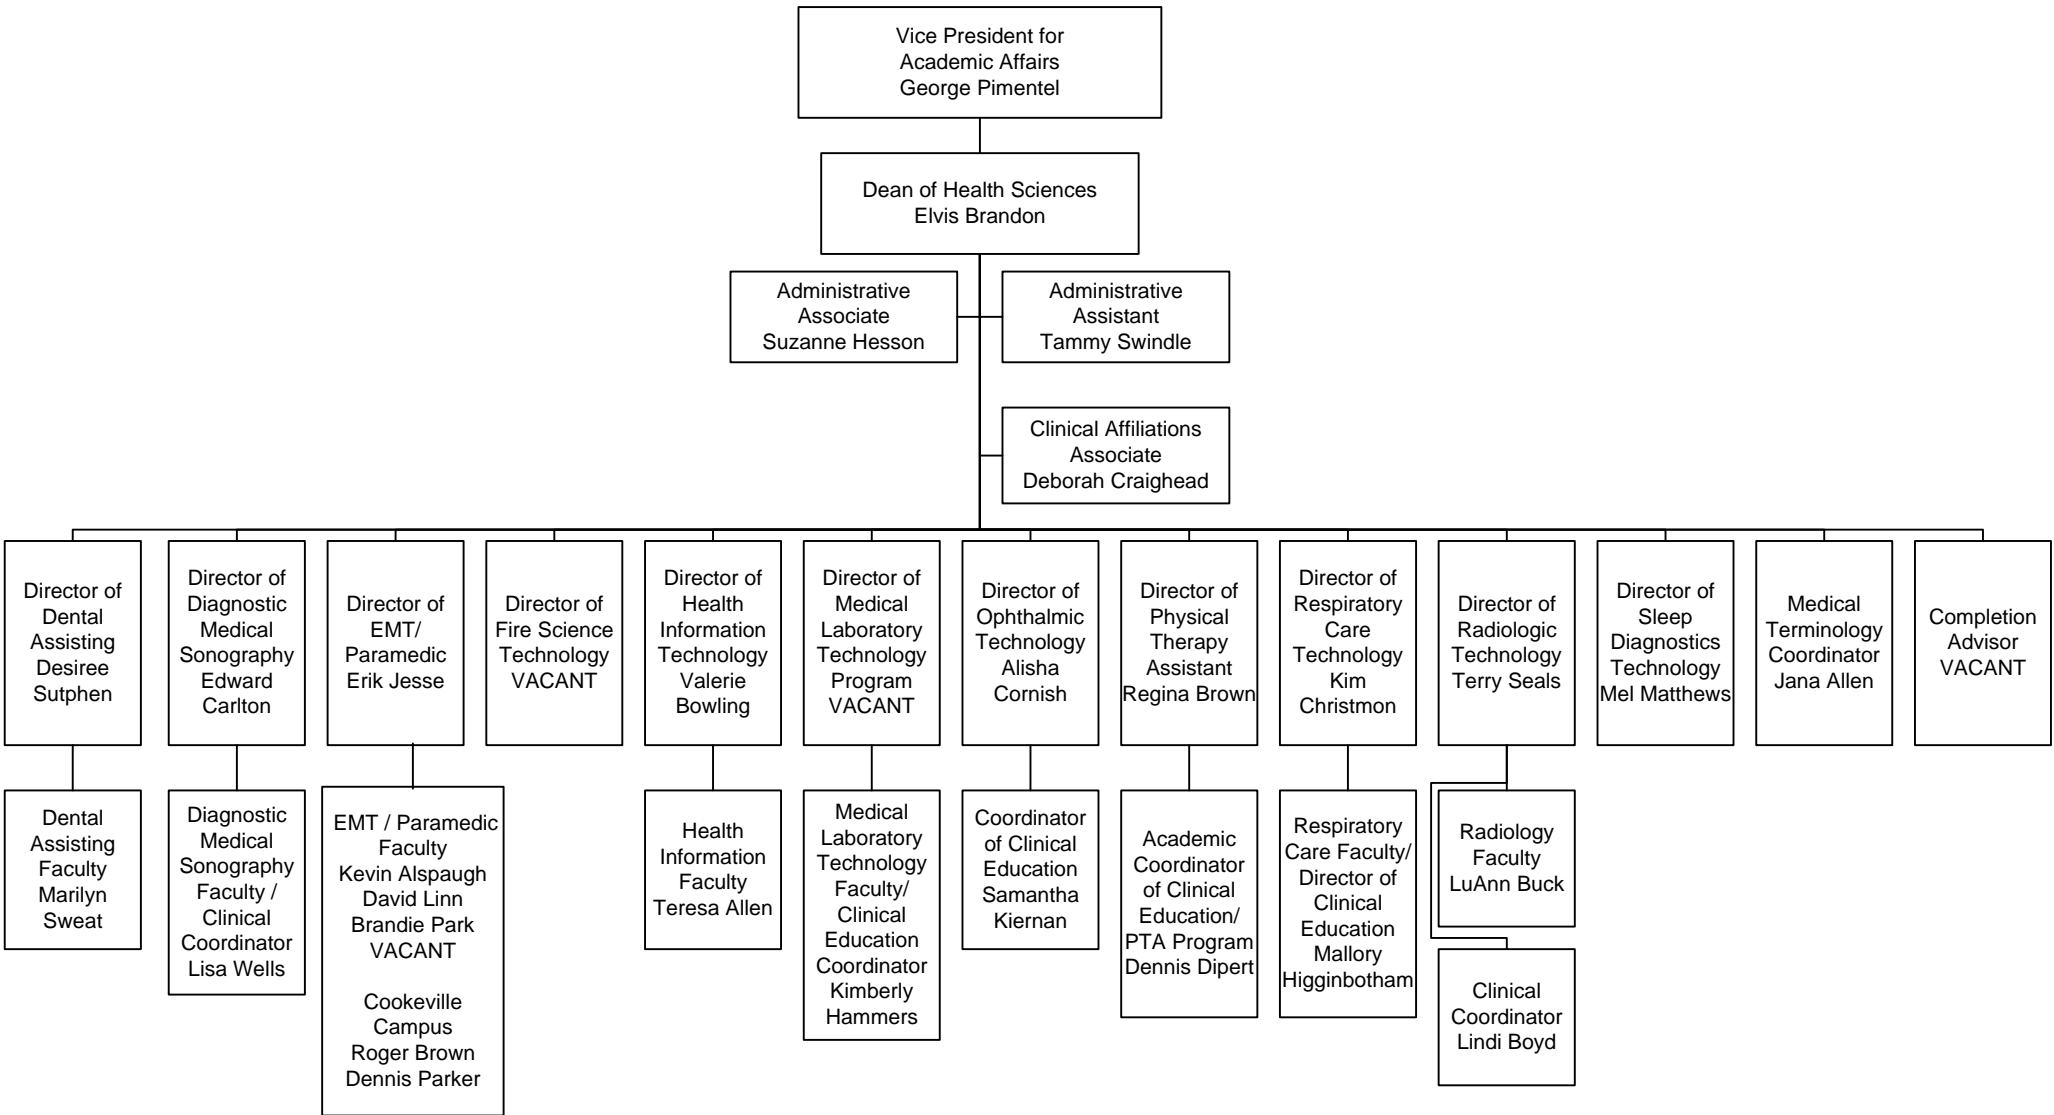 Vice President for
Academic Affairs
George Pimentel
Dean of Health Sciences
Elvis Brandon
Administrative
Associate
Suzanne Hesson
Administrative
Assistant
Tammy Swindle
Clinical Affiliations
Associate
Deborah Craighead
Director of
Dental
Assisting
Desiree
Sutphen
Director of
Diagnostic
Medical
Sonography
Edward
Carlton
Director of
EMT/
Paramedic
Erik Jesse
Director of
Fire Science
Technology
VACANT
Director of
Health
Information
Technology
Valerie
Bowling
Director of
Medical
Laboratory
Technology
Program
VACANT
Director of
Ophthalmic
Technology
Alisha
Cornish
Director of
Physical
Therapy
Assistant
Regina Brown
Director of
Respiratory
Care
Technology
Kim
Christmon
Director of
Radiologic
Technology
Terry Seals
Director of
Sleep
Diagnostics
Technology
Mel Matthews
Medical
Terminology
Coordinator
Jana Allen
Completion
Advisor
VACANT
Dental
Assisting
Faculty
Marilyn
Sweat
Diagnostic
Medical
Sonography
Faculty /
Clinical
Coordinator
Lisa Wells
EMT / Paramedic
Faculty
Kevin Alspaugh
David Linn
Brandie Park
VACANT
Cookeville
Campus
Roger Brown
Dennis Parker
Health
Information
Faculty
Teresa Allen
Medical
Laboratory
Technology
Faculty/
Clinical
Education
Coordinator
Kimberly
Hammers
Coordinator
of Clinical
Education
Samantha
Kiernan
Academic
Coordinator
of Clinical
Education/
PTA Program
Dennis Dipert
Respiratory
Care Faculty/
Director of
Clinical
Education
Mallory
Higginbotham
Radiology
Faculty
LuAnn Buck
Clinical
Coordinator
Lindi Boyd